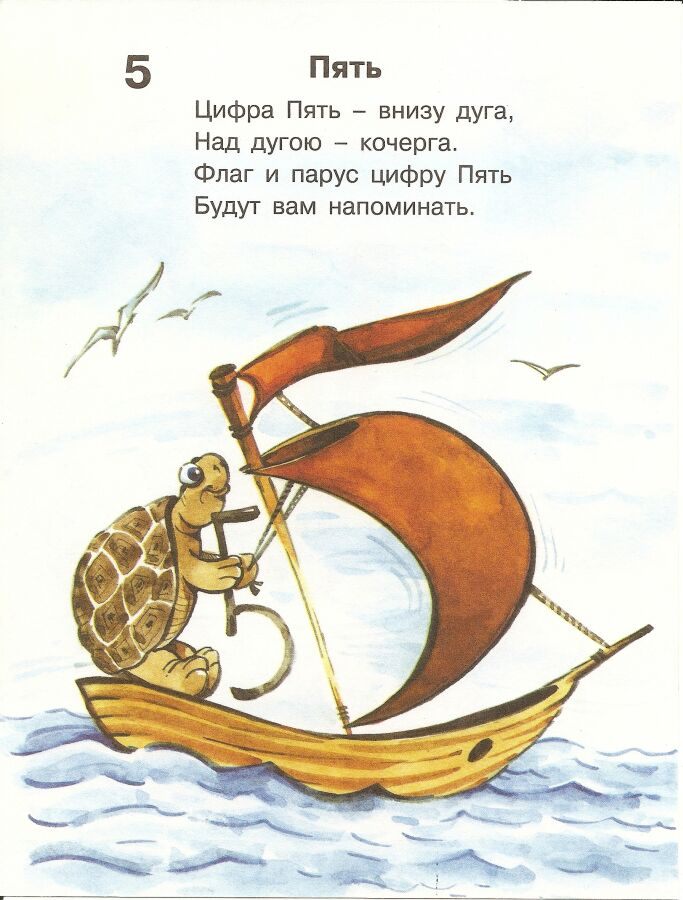 5 Пять
Цифра Пять – внизу дуга,
Над дугою – кочерга.
Флаг и парус цифру Пять
Будут вам напоминать.